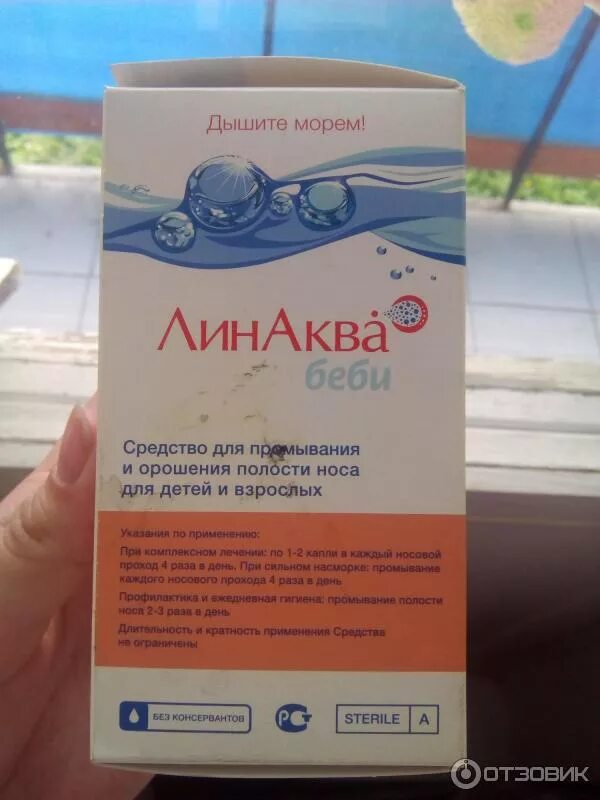 Дышите морем!
ЛинАква
беби
Средство для промывания
и орошения полости носа
для детей и взрослых
Указания по применению:
При комплексном лечении: по 1-2 капли в каждый носовой
проход 4 раза в день. При сильном насморке: промывание
каждого носового прохода 4 раза в день
Профилактика и ежедневная гигиена: промывание полости
носа 2-3 раза в день
Длительность и кратность применения Средства
не ограничены
БЕЗ КОНСЕРВАНТОВ
РСТ
STERILE A
ОТЗОВИК